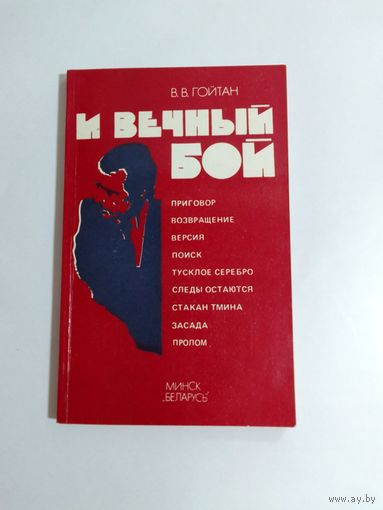 В. В. ГОЙТАН
И ВЕЧНЫЙ
БОЙ
ПРИГОВОР
ВОЗВРАЩЕНИЕ
ВЕРСИЯ
ПОИСК
ТУСКЛОЕ СЕРЕБРО
СЛЕДЫ ОСТАЮТСЯ
СТАКАН ТМИНА
ЗАСАДА
ПРОЛОМ
МИНСК
„БЕЛАРУСЬ"
www.ay.by